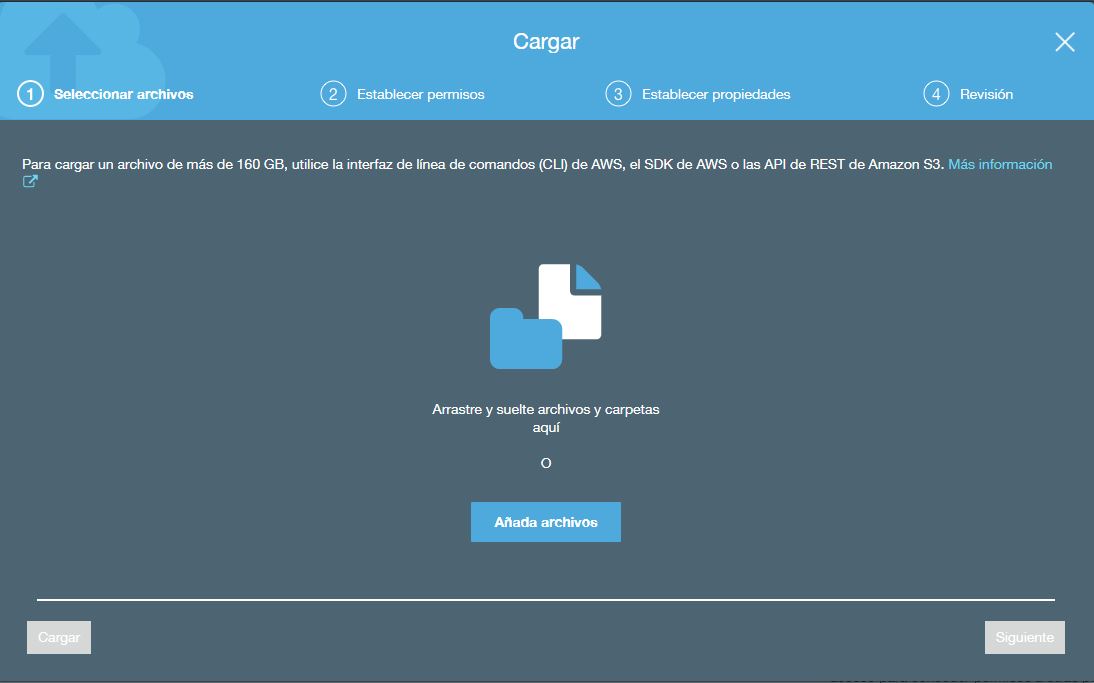 Cargar
1 Seleccionar archivos
2 Establecer permisos
3 Establecer propiedades
4 Revisión
Para cargar un archivo de más de 160 GB, utilice la interfaz de línea de comandos (CLI) de AWS, el SDK de AWS o las API de REST de Amazon S3. Más información
Arrastre y suelte archivos y carpetas
aquí
O
Añada archivos
Cargar
Siguiente